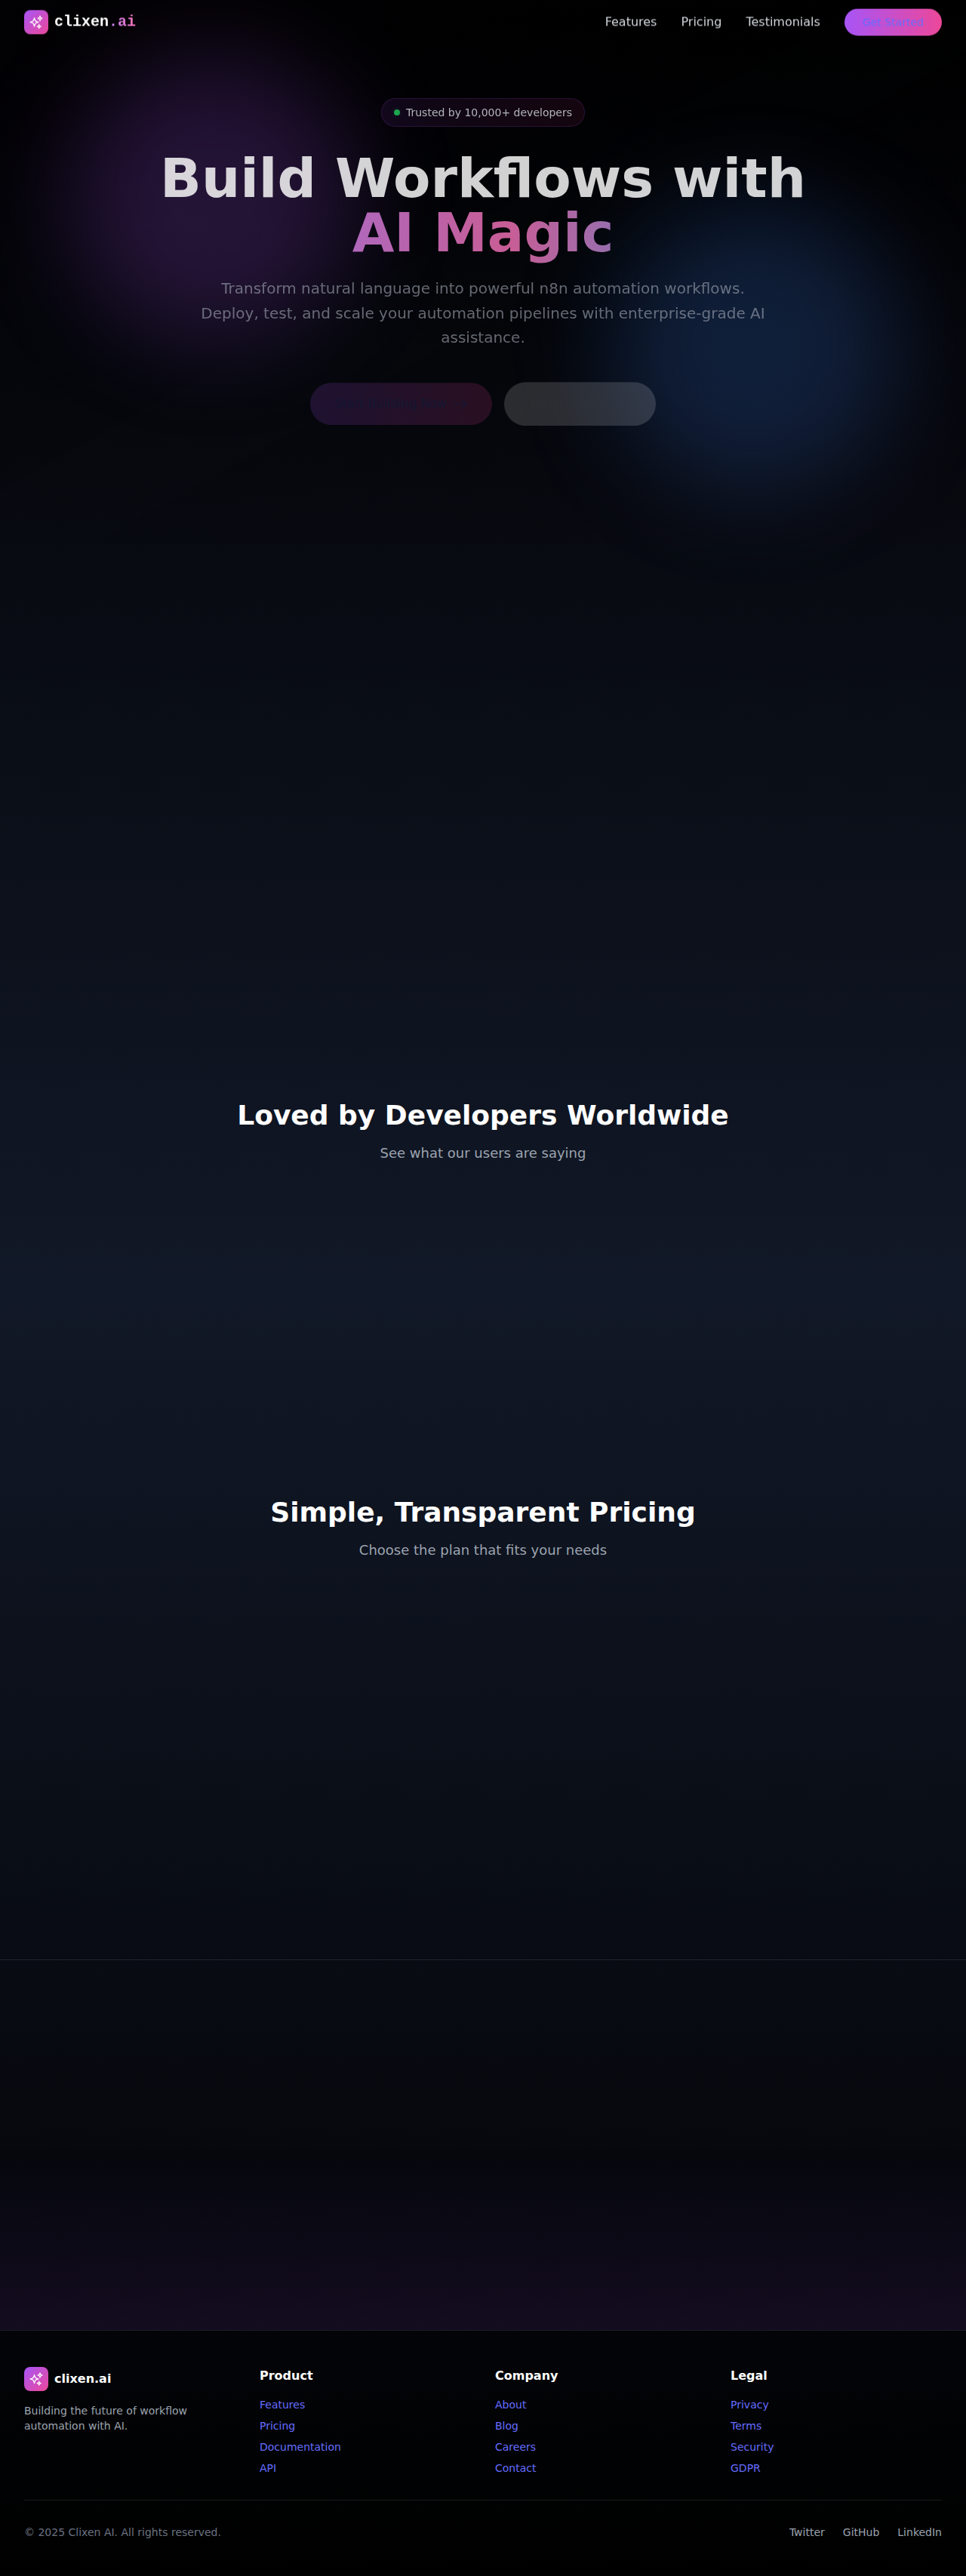 clixen.ai
Features
Pricing
Testimonials
Get Started
Trusted by 10,000+ developers
Build Workflows with
AI Magic
Transform natural language into powerful n8n automation workflows.
Deploy, test, and scale your automation pipelines with enterprise-grade AI
assistance.
Loved by Developers Worldwide
See what our users are saying
Simple, Transparent Pricing
Choose the plan that fits your needs
clixen.ai
Building the future of workflow
automation with AI.
Product
Features
Pricing
Documentation
API
Company
About
Blog
Careers
Contact
Legal
Privacy
Terms
Security
GDPR
© 2025 Clixen AI. All rights reserved.
Twitter
GitHub
LinkedIn